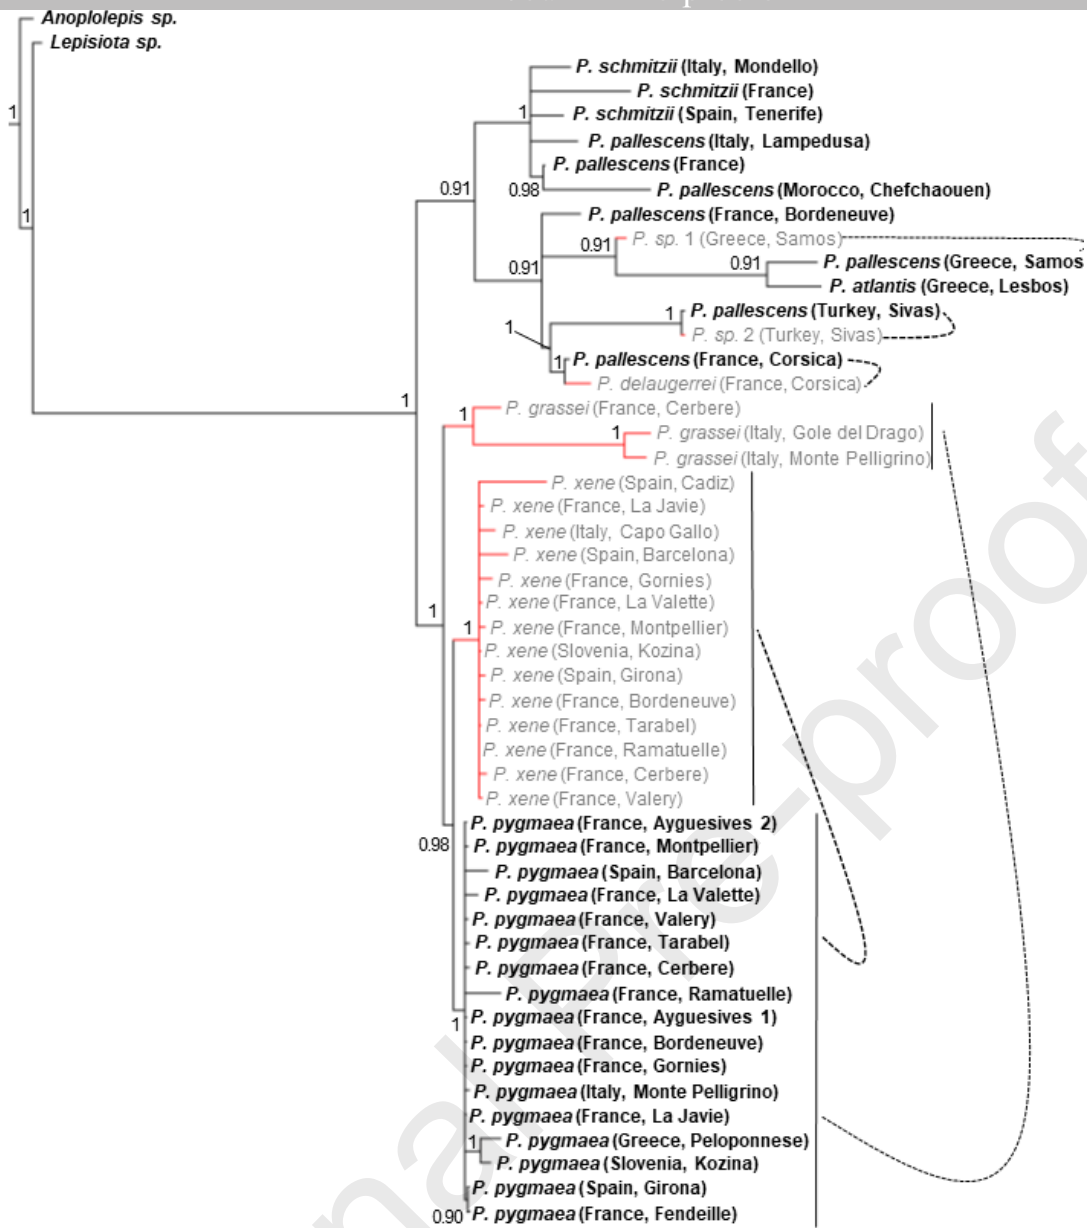 Anoplolepis sp.
Lepisiota sp.
1
1
P. schmitzii (Italy, Mondello)
P. schmitzii (France)
1
P. schmitzii (Spain, Tenerife)
P. pallescens (Italy, Lampedusa)
P. pallescens (France)
0.91
0.98
P. pallescens (Morocco, Chefchaouen)
P. pallescens (France, Bordeneuve)
0.91
P. sp. 1 (Greece, Samos)
0.91
0.91
P. pallescens (Greece, Samos
P. atlantis (Greece, Lesbos)
1
P. pallescens (Turkey, Sivas)
1
P. sp. 2 (Turkey, Sivas)
1
P. pallescens (France, Corsica)
P. delaugerrei (France, Corsica)
1
1
P. grassei (France, Cerbere)
1
P. grassei (Italy, Gole del Drago)
P. grassei (Italy, Monte Pelligrino)
P. xene (Spain, Cadiz)
P. xene (France, La Javie)
P. xene (Italy, Capo Gallo)
P. xene (Spain, Barcelona)
P. xene (France, Gornies)
P. xene (France, La Valette)
1
1
P. xene (France, Montpellier)
P. xene (Slovenia, Kozina)
P. xene (Spain, Girona)
P. xene (France, Bordeneuve)
P. xene (France, Tarabel)
P. xene (France, Ramatuelle)
P. xene (France, Cerbere)
P. xene (France, Valery)
P. pygmaea (France, Ayguesives 2)
0.98
P. pygmaea (France, Montpellier)
P. pygmaea (Spain, Barcelona)
P. pygmaea (France, La Valette)
P. pygmaea (France, Valery)
P. pygmaea (France, Tarabel)
P. pygmaea (France, Cerbere)
P. pygmaea (France, Ramatuelle)
1
P. pygmaea (France, Ayguesives 1)
P. pygmaea (France, Bordeneuve)
P. pygmaea (France, Gornies)
P. pygmaea (Italy, Monte Pelligrino)
P. pygmaea (France, La Javie)
1
P. pygmaea (Greece, Peloponnese)
P. pygmaea (Slovenia, Kozina)
P. pygmaea (Spain, Girona)
0.90
P. pygmaea (France, Fendeille)
nal Pre-proof